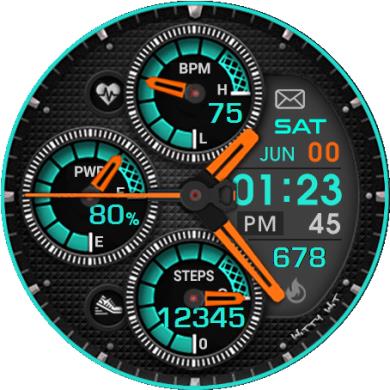 BPM
H
75
L
SAT
JUN 00
01:23
PM 45
678
PWR
F
80%
E
STEPS
12345
0